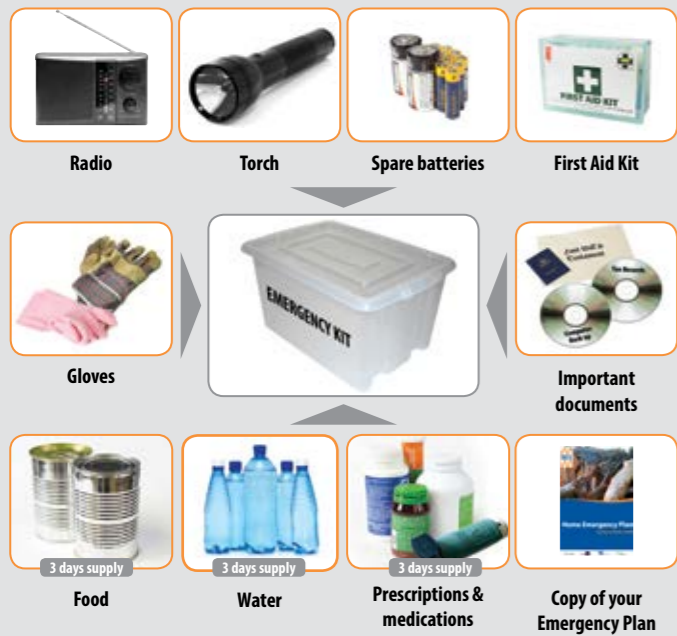 FIRST AID KIT
Radio
Torch
Spare batteries
First Aid Kit
EMERGENCY KIT
Gloves
Tax Records
Computer
Back up
Important
documents
3 days supply
3 days supply
3 days supply
Home Emergency Plan
Food
Water
Prescriptions &
medications
Copy of your
Emergency Plan